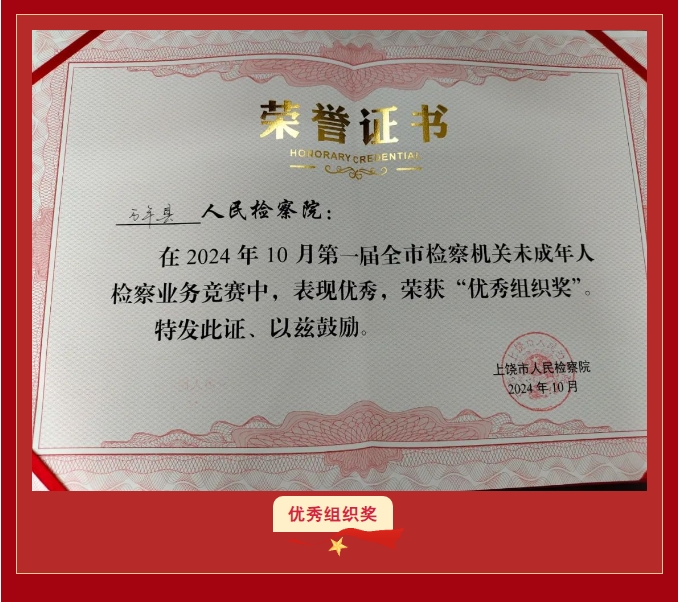 荣誉证书
HONORARY CREDENTIAL
万年县 人民检察院：
在 2024 年 10 月第一届全市检察机关未成年人
检察业务竞赛中，表现优秀，荣获“优秀组织奖”。
特发此证、以兹鼓励。
上饶市人民检察院
2024 年 10 月
优秀组织奖